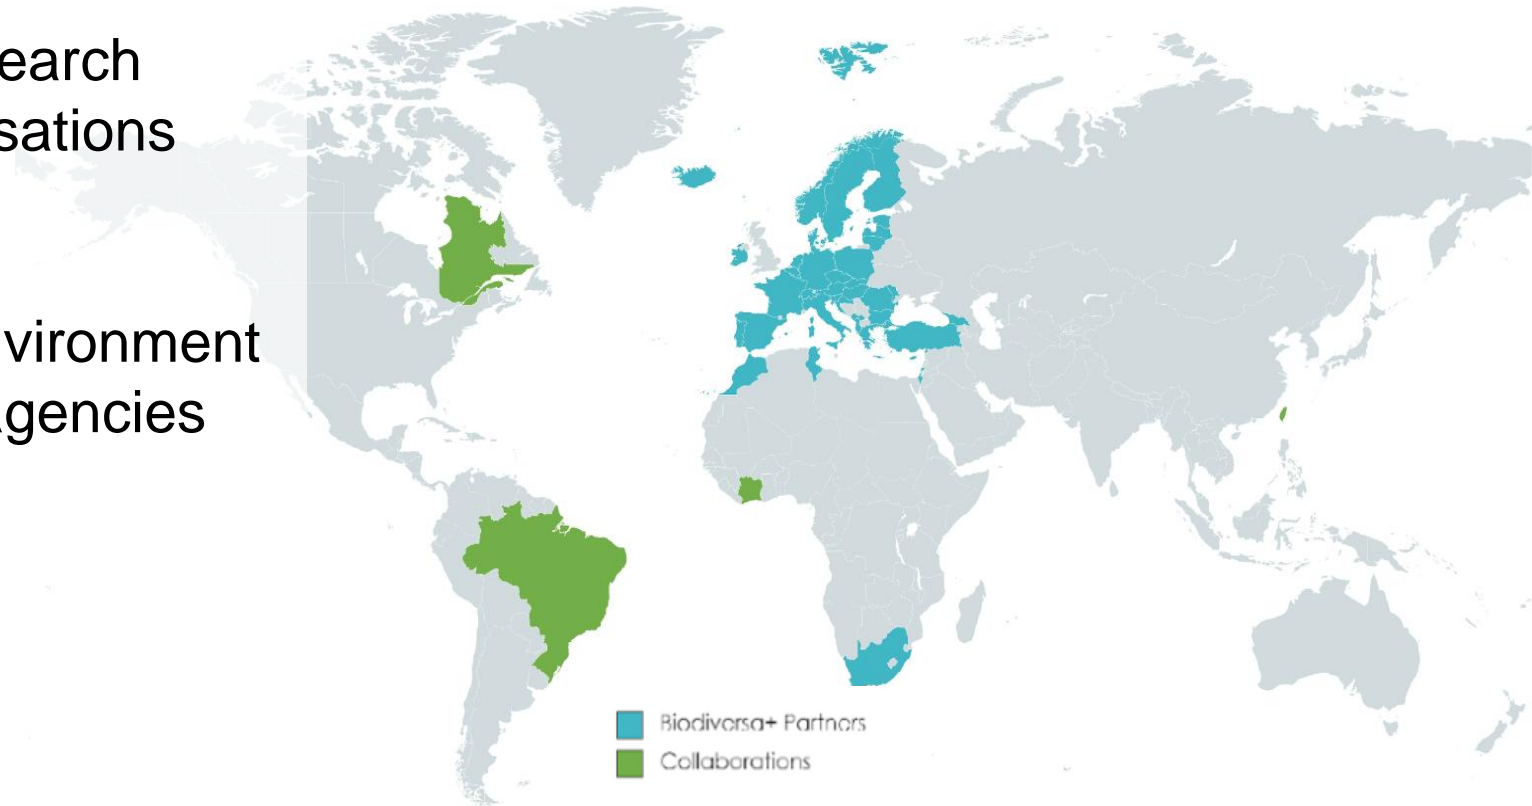 earch
sations
vironment
gencies
Biodiversa+ Partners
Collaborations